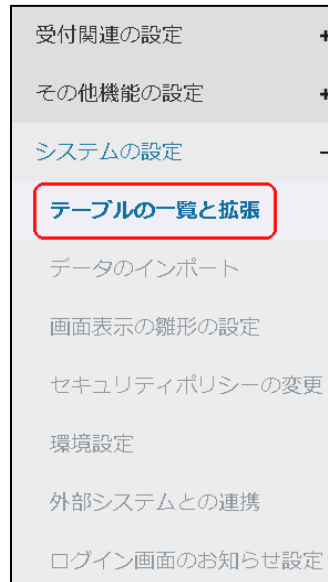 受付関連の設定 +
その他機能の設定 +
システムの設定 −
テーブルの一覧と拡張
データのインポート
画面表示の雛形の設定
セキュリティポリシーの変更
環境設定
外部システムとの連携
ログイン画面のお知らせ設定